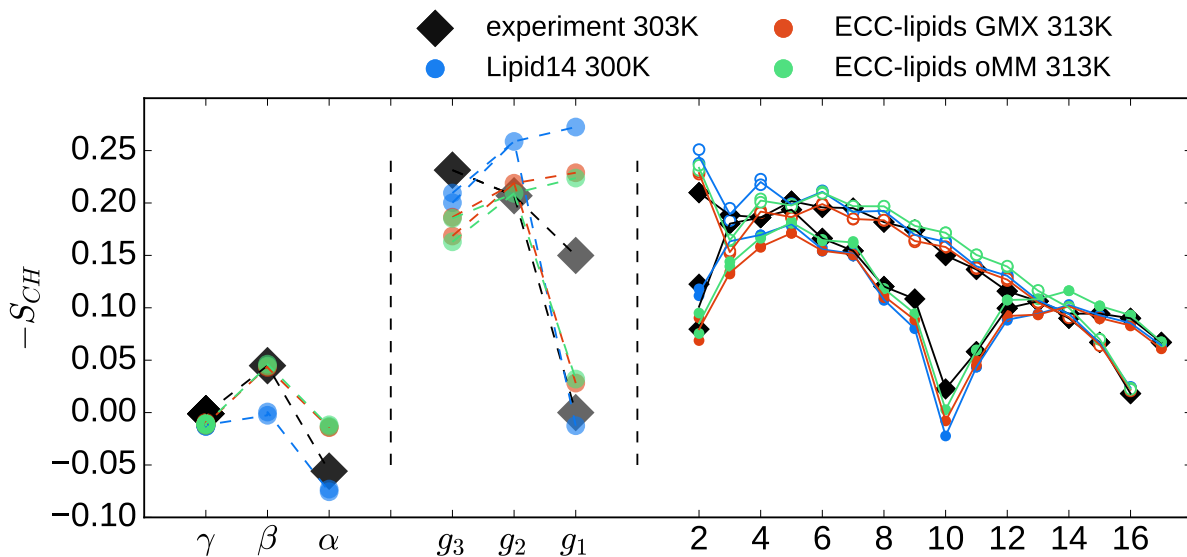 experiment 303K
Lipid14 300K
ECC-lipids GMX 313K
ECC-lipids oMM 313K
−S_CH
0.25
0.20
0.15
0.10
0.05
0.00
−0.05
−0.10
γ β α g₃ g₂ g₁ 2 4 6 8 10 12 14 16